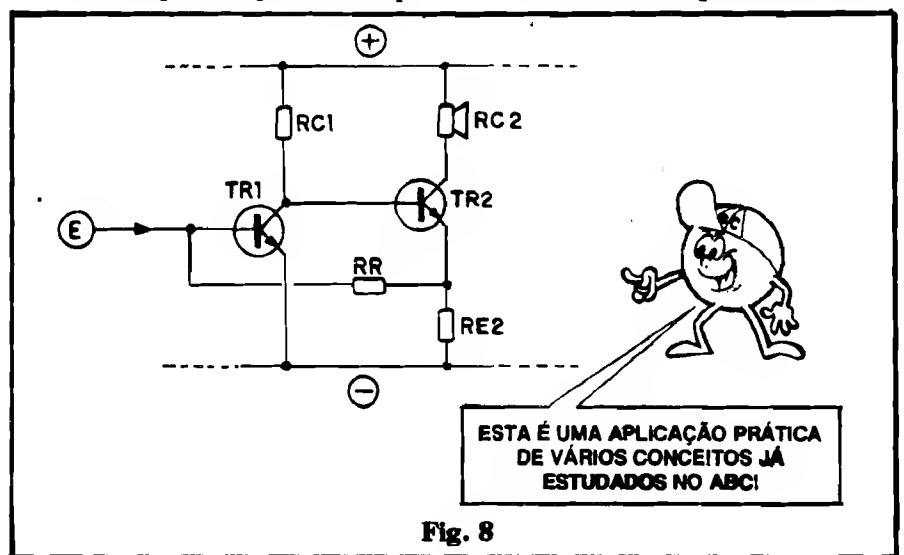 +
RC1
RC2
TR1
TR2
E
RR
RE2
−
ESTA É UMA APLICAÇÃO PRÁTICA
DE VÁRIOS CONCEITOS JÁ
ESTUDADOS NO ABC!
Fig. 8